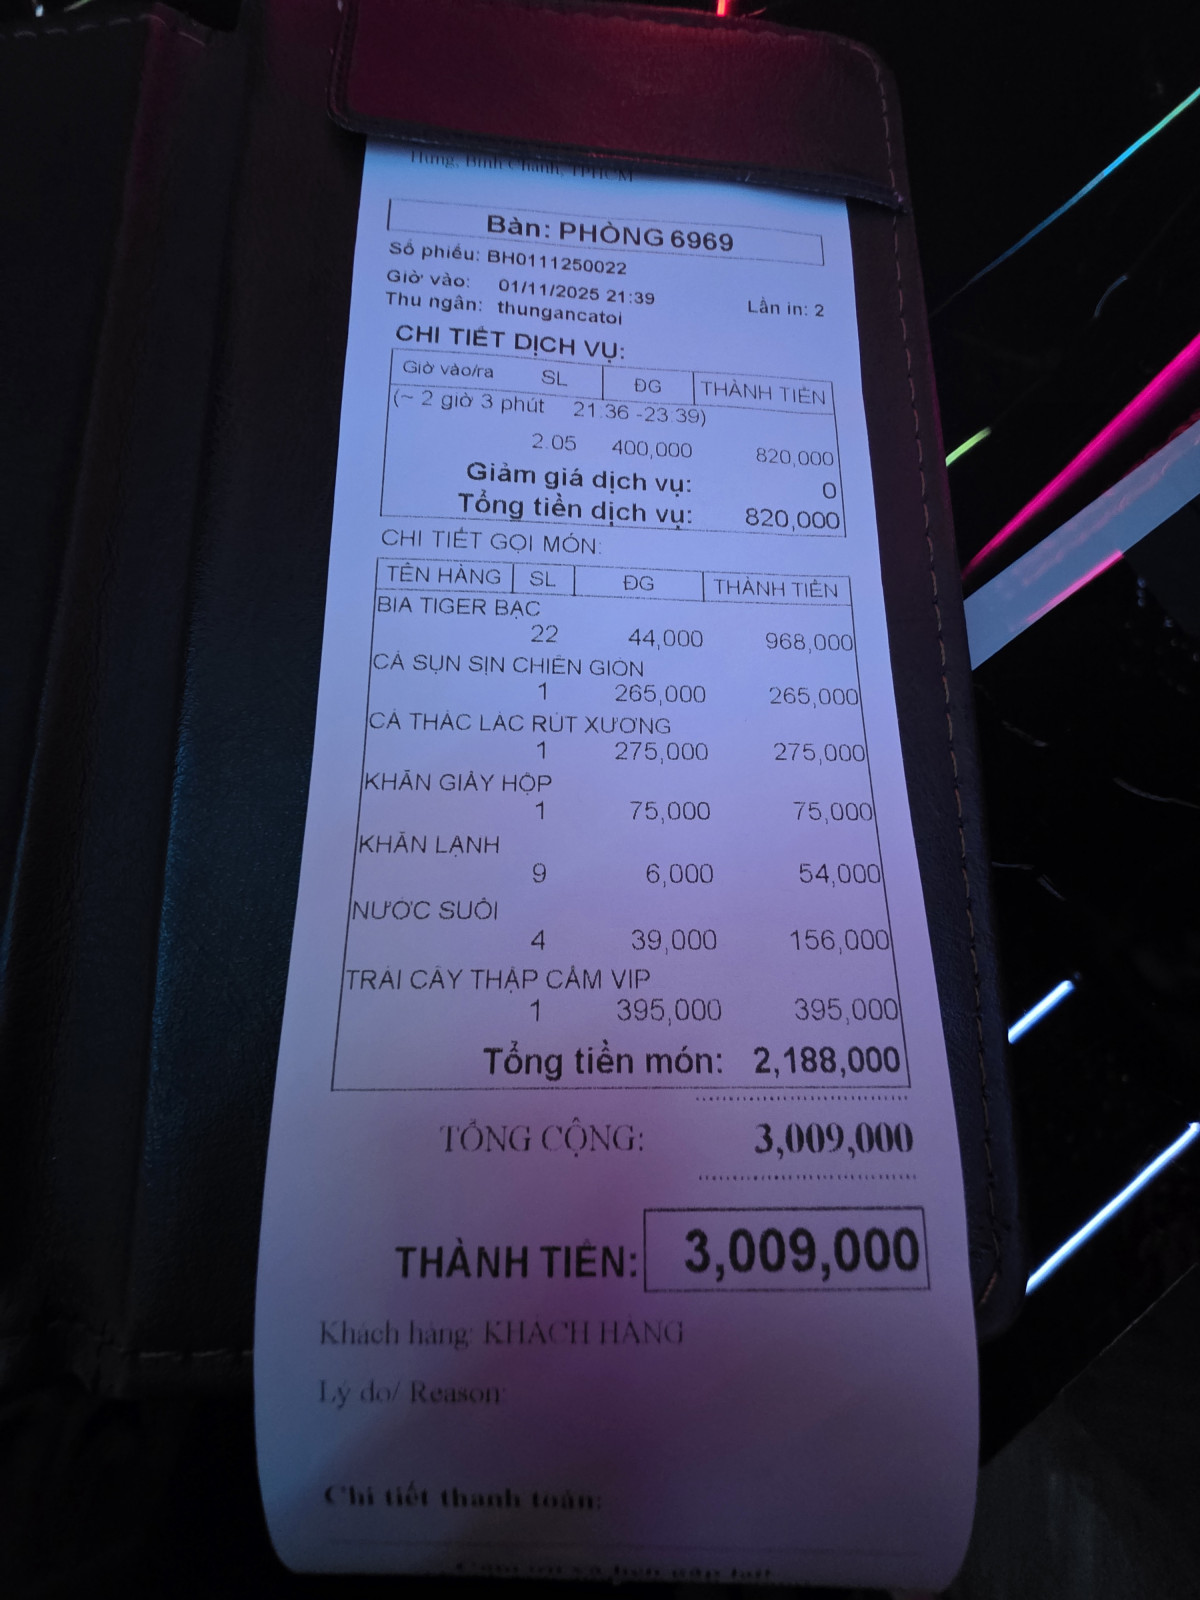 Hưng, Bình Chánh, TPHCM
Bàn: PHÒNG 6969
Số phiếu: BH0111250022
Giờ vào: 01/11/2025 21:39 Lần in: 2
Thu ngân: thungancatoi
CHI TIẾT DỊCH VỤ:
Giờ vào/ra SL ĐG THÀNH TIỀN
(~ 2 giờ 3 phút 21:36 -23:39)
2.05 400,000 820,000
Giảm giá dịch vụ: 0
Tổng tiền dịch vụ: 820,000
CHI TIẾT GỌI MÓN:
TÊN HÀNG SL ĐG THÀNH TIỀN
BIA TIGER BẠC
22 44,000 968,000
CÁ SỤN SỊN CHIÊN GIÒN
1 265,000 265,000
CÁ THÁC LÁC RÚT XƯƠNG
1 275,000 275,000
KHĂN GIẤY HỘP
1 75,000 75,000
KHĂN LẠNH
9 6,000 54,000
NƯỚC SUỐI
4 39,000 156,000
TRÁI CÂY THẬP CẨM VIP
1 395,000 395,000
Tổng tiền món: 2,188,000
TỔNG CỘNG: 3,009,000
THÀNH TIỀN: 3,009,000
Khách hàng: KHÁCH HÀNG
Lý do/ Reason:
Chi tiết thanh toán: